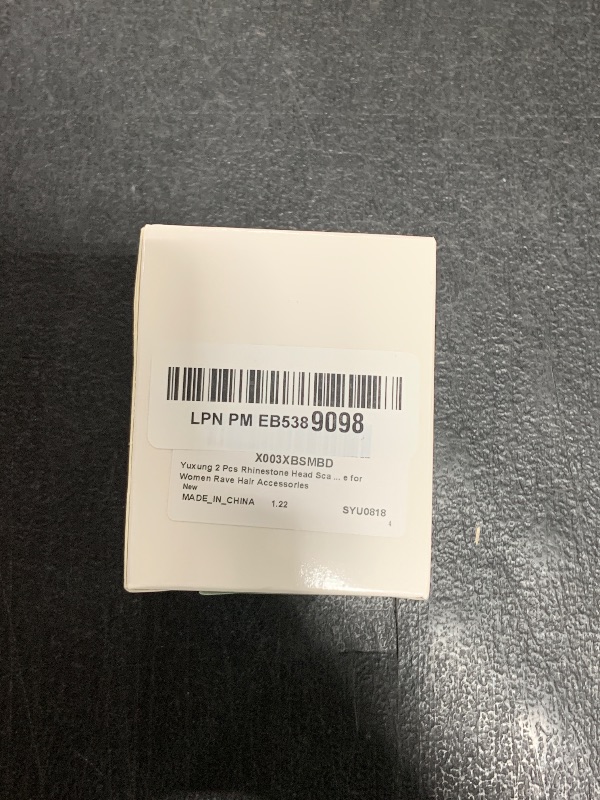 LPN PM EB5389098
X003XBSMBD
Yuxung 2 Pcs Rhinestone Head Sca ... e for
Women Rave Hair Accessories
New
MADE_IN_CHINA 1.22
SYU0818
4